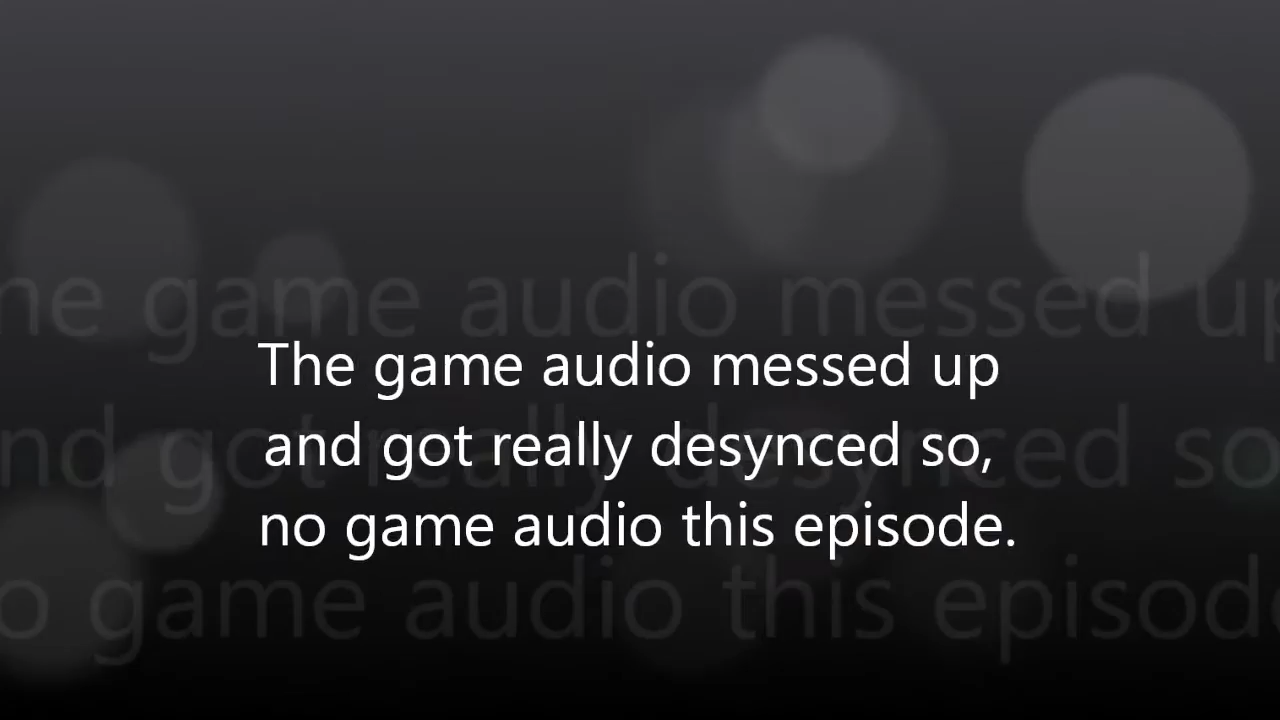 The game audio messed up
and got really desynced so,
no game audio this episode.